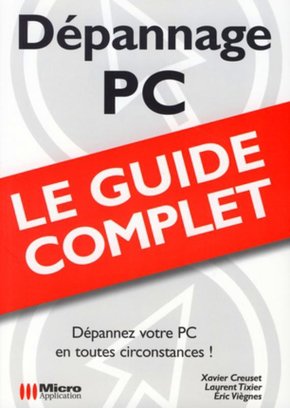 Dépannage
PC
LE GUIDE
COMPLET
Dépannez votre PC
en toutes circonstances !
Xavier Creuset
Laurent Tixier
Éric Viègnes
Micro
Application